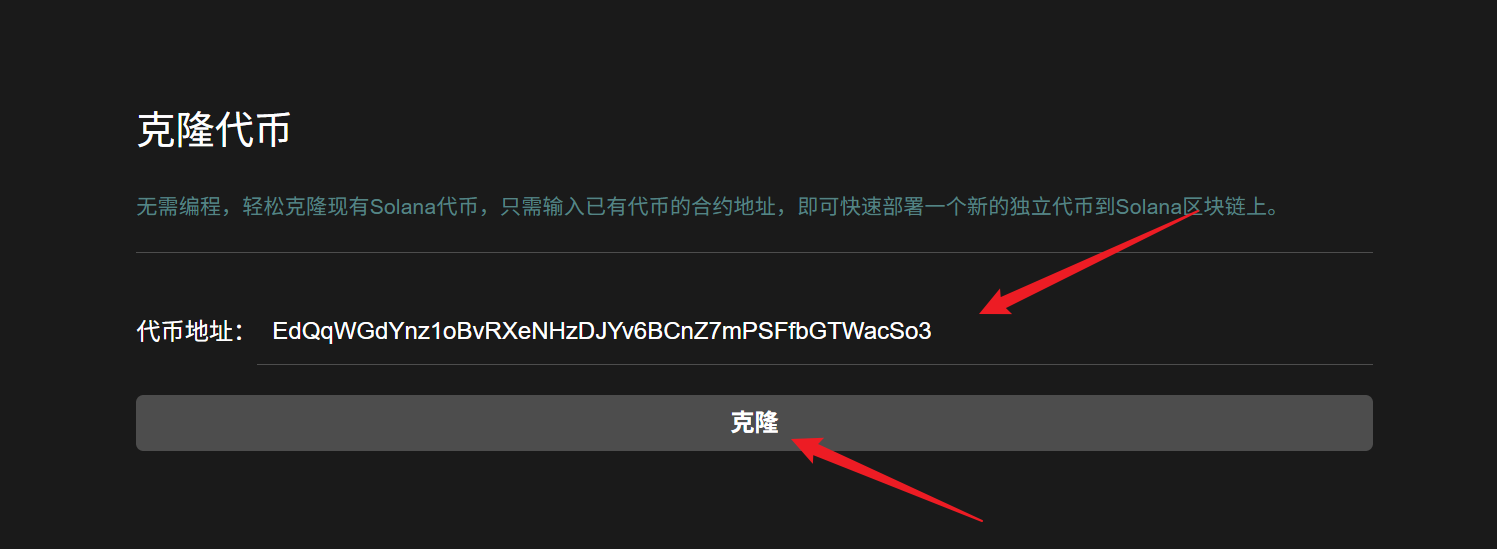 克隆代币
无需编程，轻松克隆现有Solana代币，只需输入已有代币的合约地址，即可快速部署一个新的独立代币到Solana区块链上。
代币地址： EdQqWGdYnz1oBvRXeNHzDJYv6BCnZ7mPSFfbGTWacSo3
克隆